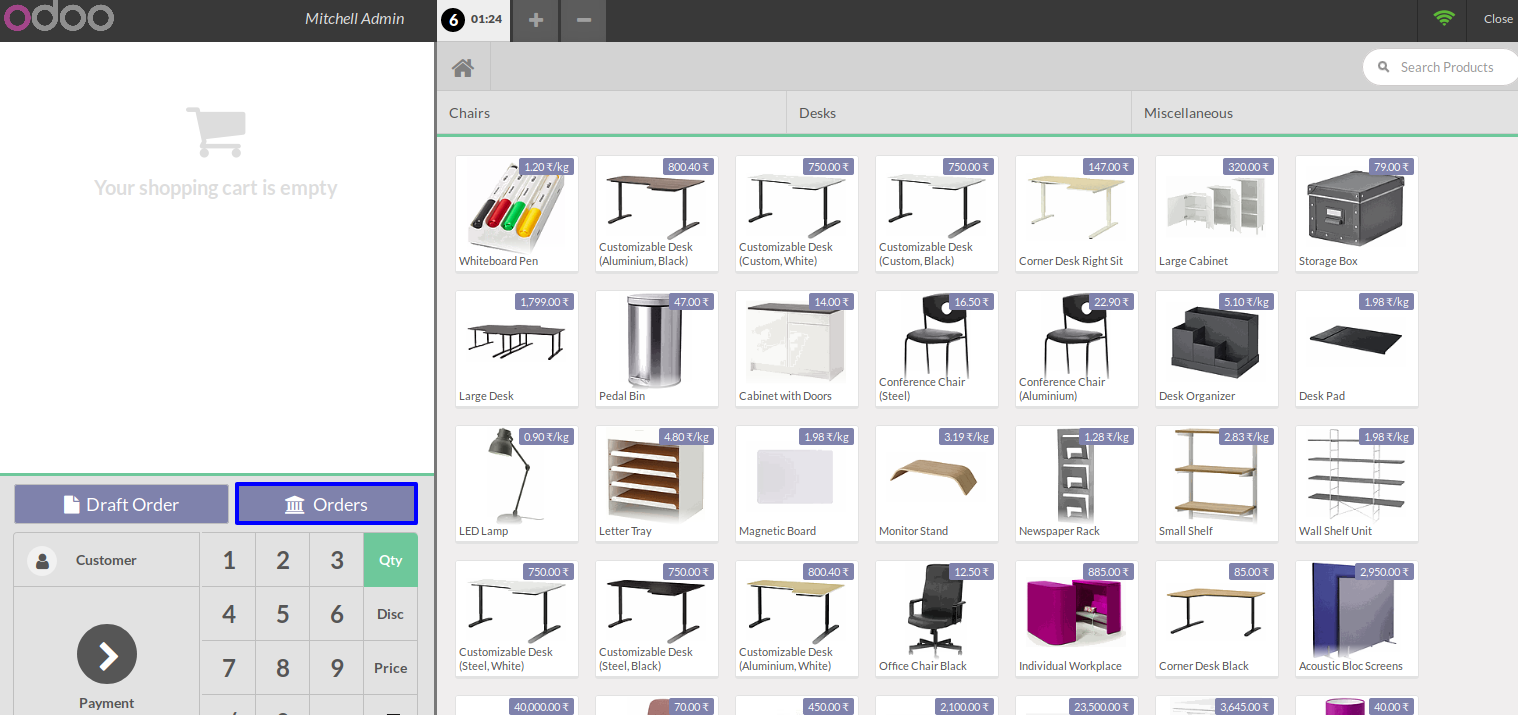 odoo
Mitchell Admin
6 01:24
Close
Search Products
Your shopping cart is empty
Draft Order
Orders
Customer
1 2 3 Qty
4 5 6 Disc
7 8 9 Price
Payment
Chairs
Desks
Miscellaneous
1.20 ₹/kg
Whiteboard Pen
800.40 ₹
Customizable Desk
(Aluminium, Black)
750.00 ₹
Customizable Desk
(Custom, White)
750.00 ₹
Customizable Desk
(Custom, Black)
147.00 ₹
Corner Desk Right Sit
320.00 ₹
Large Cabinet
79.00 ₹
Storage Box
1,799.00 ₹
Large Desk
47.00 ₹
Pedal Bin
14.00 ₹
Cabinet with Doors
16.50 ₹
Conference Chair
(Steel)
22.90 ₹
Conference Chair
(Aluminium)
5.10 ₹/kg
Desk Organizer
1.98 ₹/kg
Desk Pad
0.90 ₹/kg
LED Lamp
4.80 ₹/kg
Letter Tray
1.98 ₹/kg
Magnetic Board
3.19 ₹/kg
Monitor Stand
1.28 ₹/kg
Newspaper Rack
2.83 ₹/kg
Small Shelf
1.98 ₹/kg
Wall Shelf Unit
750.00 ₹
Customizable Desk
(Steel, White)
750.00 ₹
Customizable Desk
(Steel, Black)
800.40 ₹
Customizable Desk
(Aluminium, White)
12.50 ₹
Office Chair Black
885.00 ₹
Individual Workplace
85.00 ₹
Corner Desk Black
2,950.00 ₹
Acoustic Bloc Screens
40,000.00 ₹
70.00 ₹
450.00 ₹
2,100.00 ₹
23,500.00 ₹
3,645.00 ₹
40.00 ₹